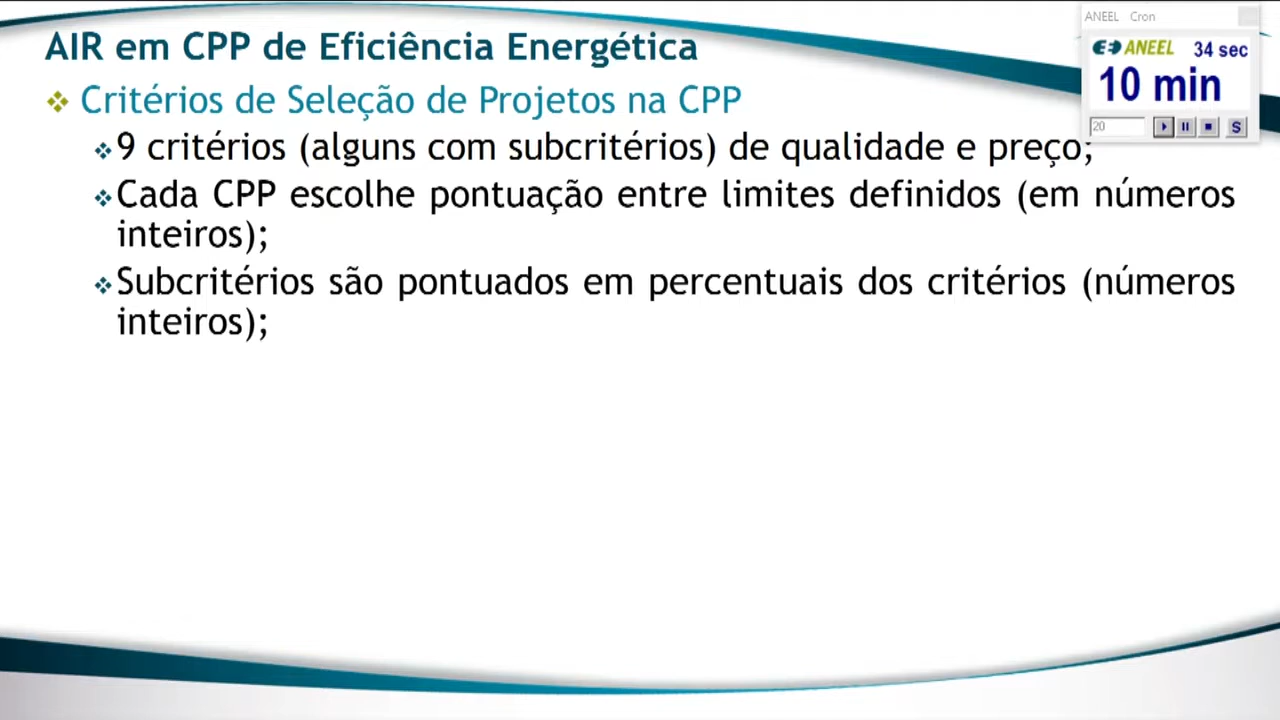 AIR em CPP de Eficiência Energética
ANEEL Cron
ANEEL 34 sec
10 min
20
S
Critérios de Seleção de Projetos na CPP
9 critérios (alguns com subcritérios) de qualidade e preço;
Cada CPP escolhe pontuação entre limites definidos (em números
inteiros);
Subcritérios são pontuados em percentuais dos critérios (números
inteiros);